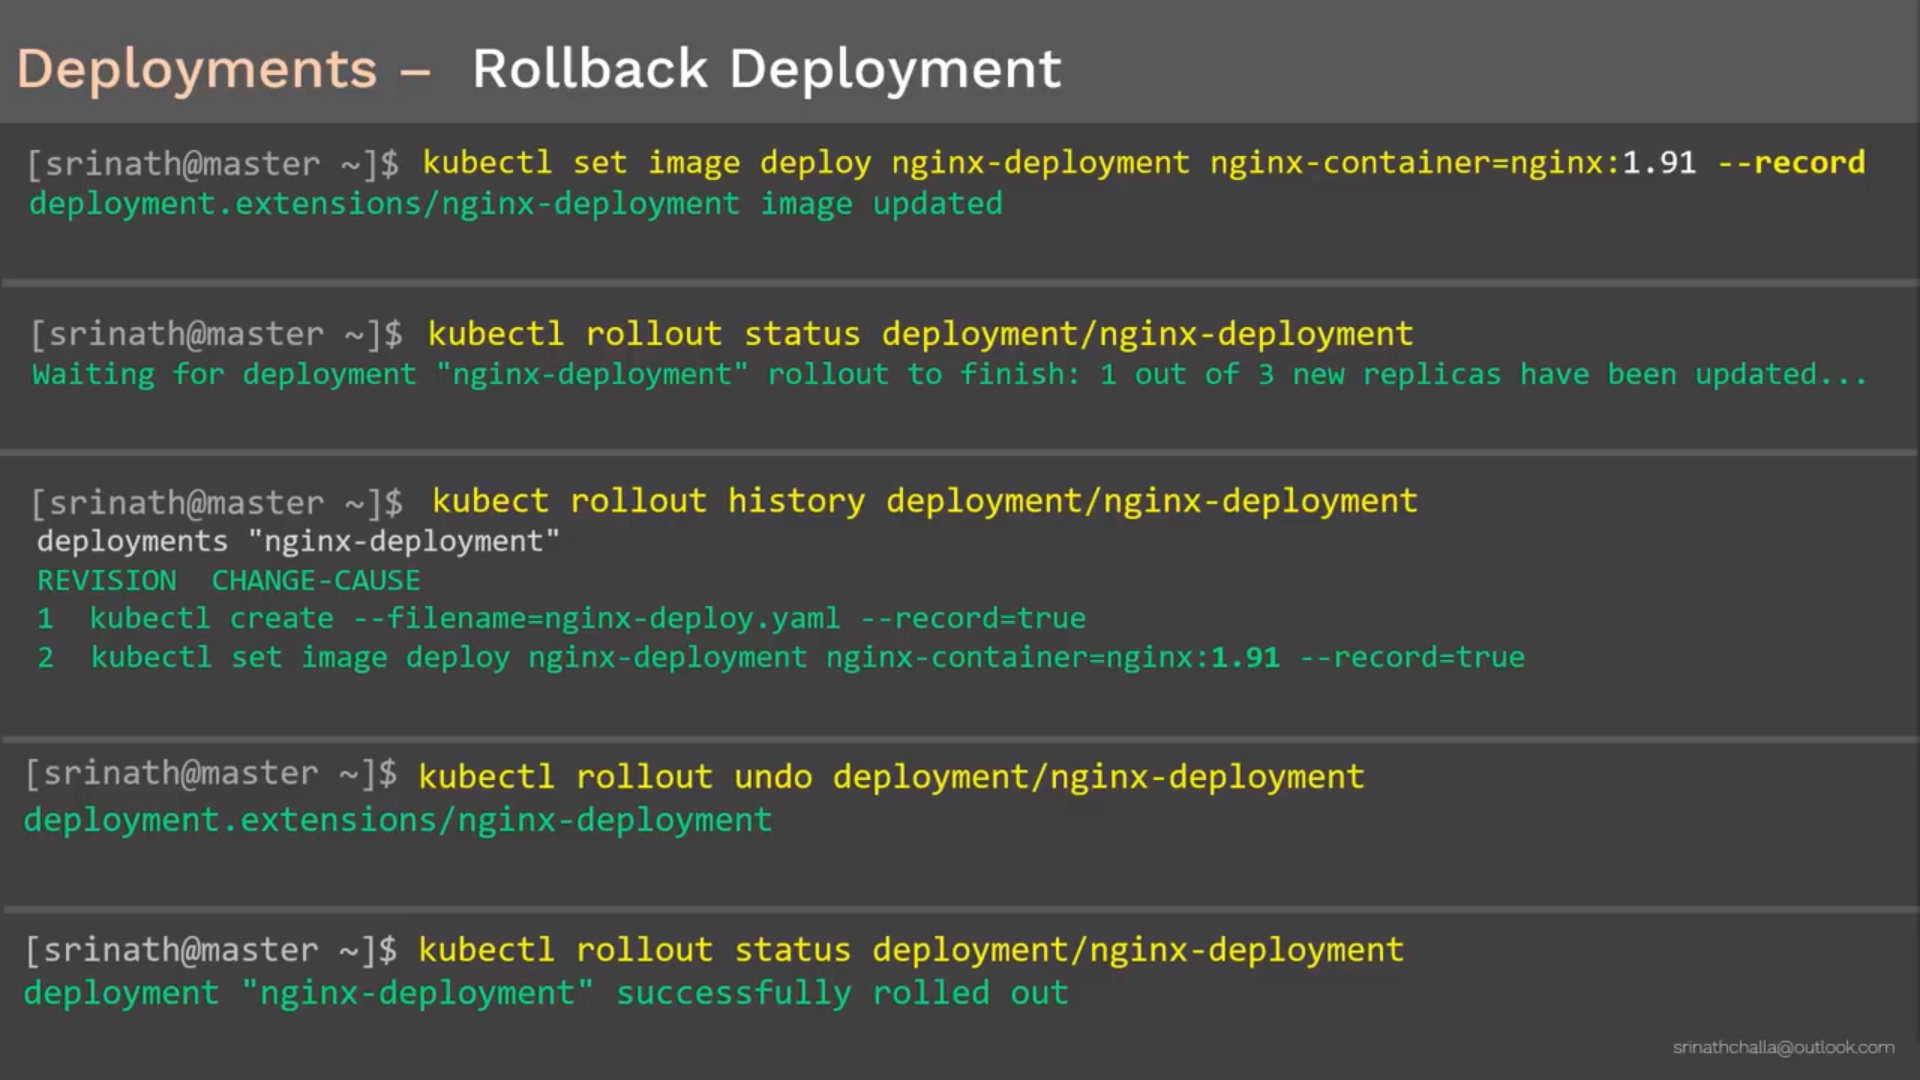 Deployments – Rollback Deployment
[srinath@master ~]$ kubectl set image deploy nginx-deployment nginx-container=nginx:1.91 --record
deployment.extensions/nginx-deployment image updated
[srinath@master ~]$ kubectl rollout status deployment/nginx-deployment
Waiting for deployment "nginx-deployment" rollout to finish: 1 out of 3 new replicas have been updated...
[srinath@master ~]$ kubect rollout history deployment/nginx-deployment
deployments "nginx-deployment"
REVISION CHANGE-CAUSE
1 kubectl create --filename=nginx-deploy.yaml --record=true
2 kubectl set image deploy nginx-deployment nginx-container=nginx:1.91 --record=true
[srinath@master ~]$ kubectl rollout undo deployment/nginx-deployment
deployment.extensions/nginx-deployment
[srinath@master ~]$ kubectl rollout status deployment/nginx-deployment
deployment "nginx-deployment" successfully rolled out
srinathchalla@outlook.com